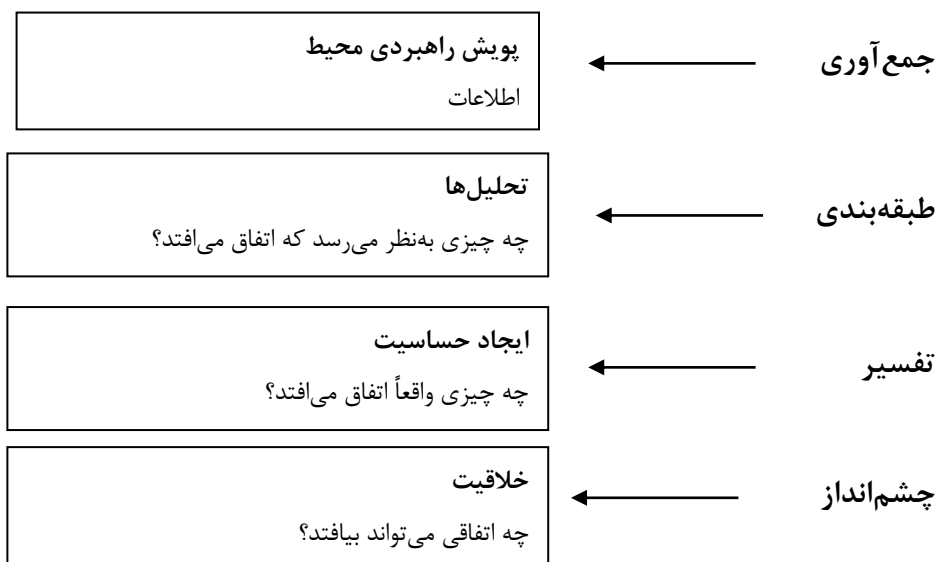 جمع‌آوری
پویش راهبردی محیط
اطلاعات
طبقه‌بندی
تحلیل‌ها
چه چیزی به‌نظر می‌رسد که اتفاق می‌افتد؟
تفسیر
ایجاد حساسیت
چه چیزی واقعاً اتفاق می‌افتد؟
چشم‌انداز
خلاقیت
چه اتفاقی می‌تواند بیافتد؟